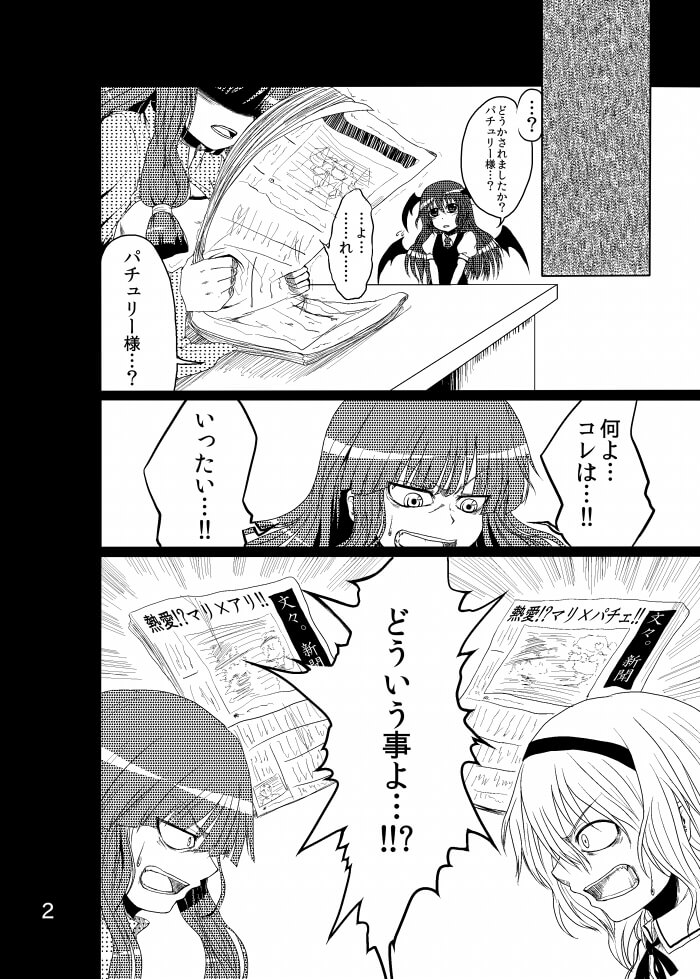 …?
どうかされましたか?
パチュリー様…?
…よ…
…れ……
パチュリー様…?
何よ…
コレは…!!
いったい…!!
熱愛!?マリ×パチェ!!
文々。新聞
どういう事よ…!!?
熱愛!?マリ×アリ!!
文々。新聞
2